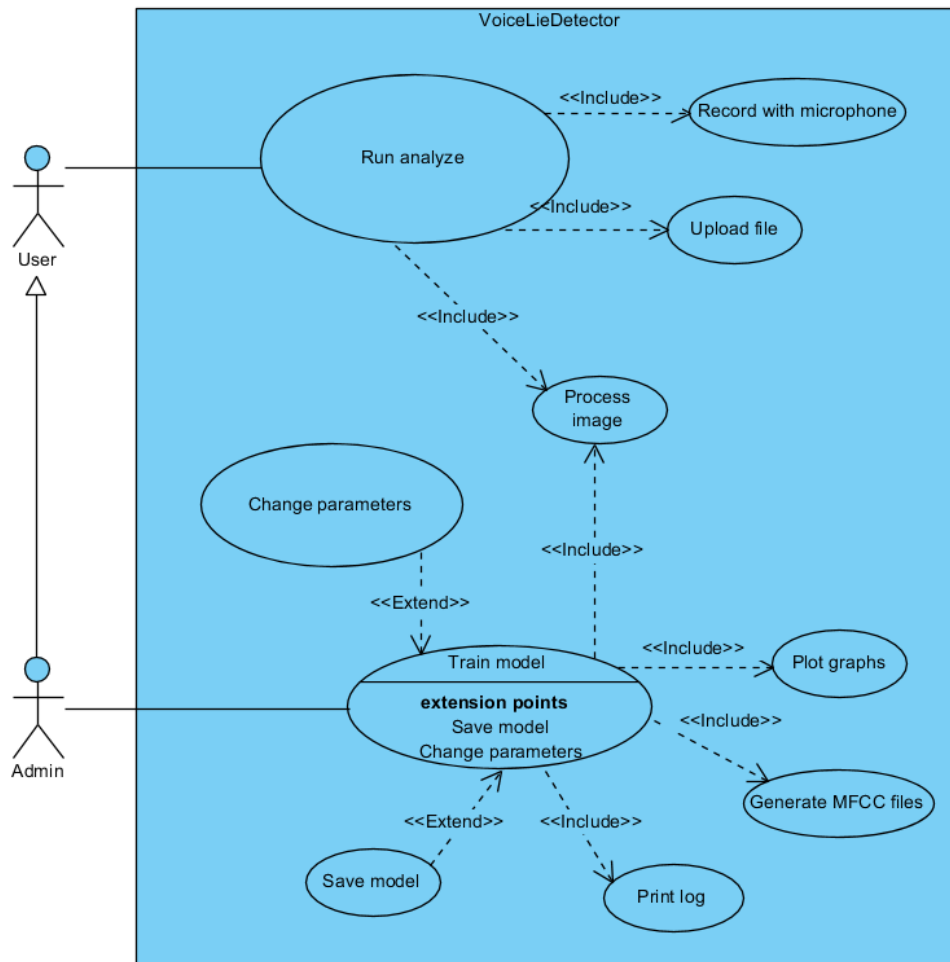 VoiceLieDetector
<<Include>>
Record with microphone
Run analyze
<<Include>>
Upload file
User
<<Include>>
Process
image
Change parameters
<<Include>>
<<Extend>>
Train model
<<Include>>
Plot graphs
extension points
Save model
Change parameters
<<Include>>
Admin
Generate MFCC files
<<Extend>>
<<Include>>
Save model
Print log